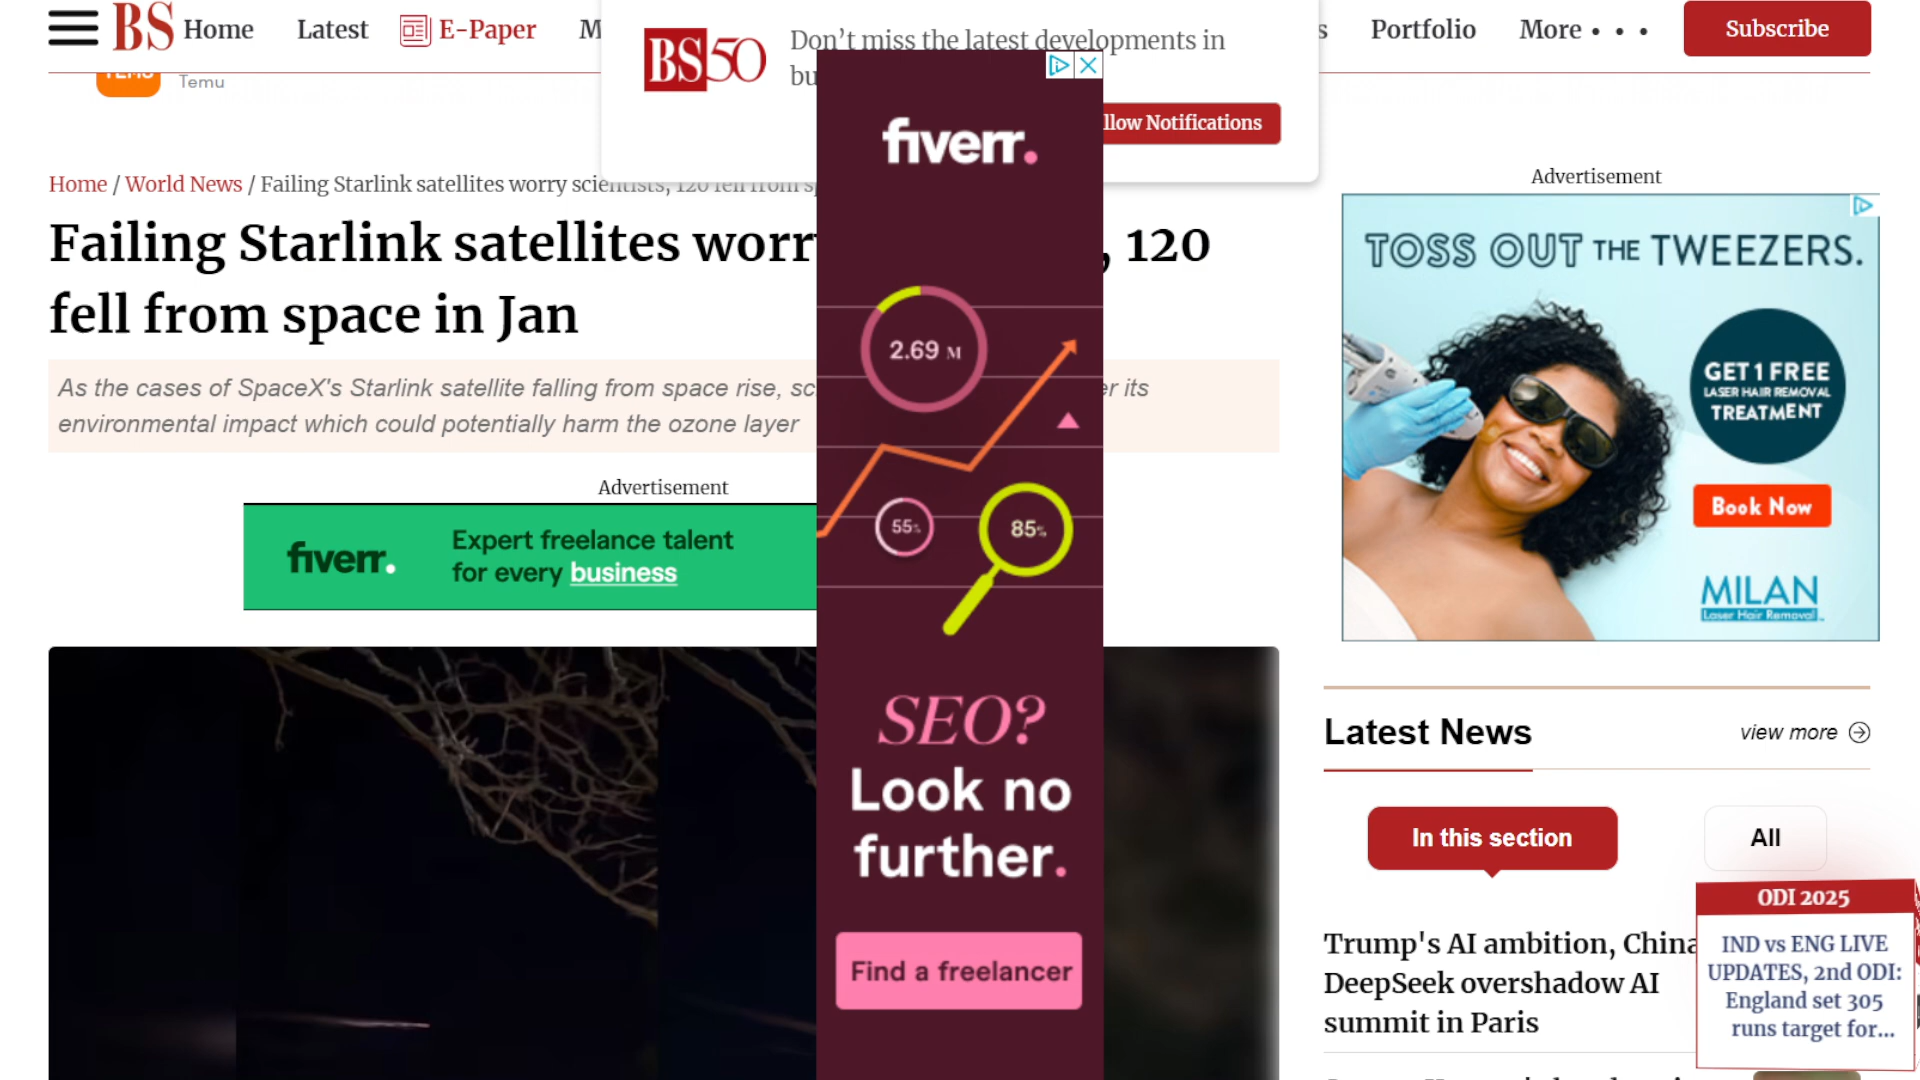 BS Home Latest E-Paper
Portfolio More
Subscribe
Temu
BS50
Don't miss the latest developments in
llow Notifications
Home / World News / Failing Starlink satellites worry scientists, 120 fell from
Failing Starlink satellites worr
, 120
fell from space in Jan
As the cases of SpaceX's Starlink satellite falling from space rise, sc
er its
environmental impact which could potentially harm the ozone layer
Advertisement
fiverr.
Expert freelance talent
for every business
fiverr.
2.69 M
55%
85%
SEO?
Look no
further.
Find a freelancer
Advertisement
TOSS OUT THE TWEEZERS.
GET 1 FREE
LASER HAIR REMOVAL
TREATMENT
Book Now
MILAN
Laser Hair Removal
Latest News
view more
In this section
All
Trump's AI ambition, China
DeepSeek overshadow AI
summit in Paris
ODI 2025
IND vs ENG LIVE
UPDATES, 2nd ODI:
England set 305
runs target for...